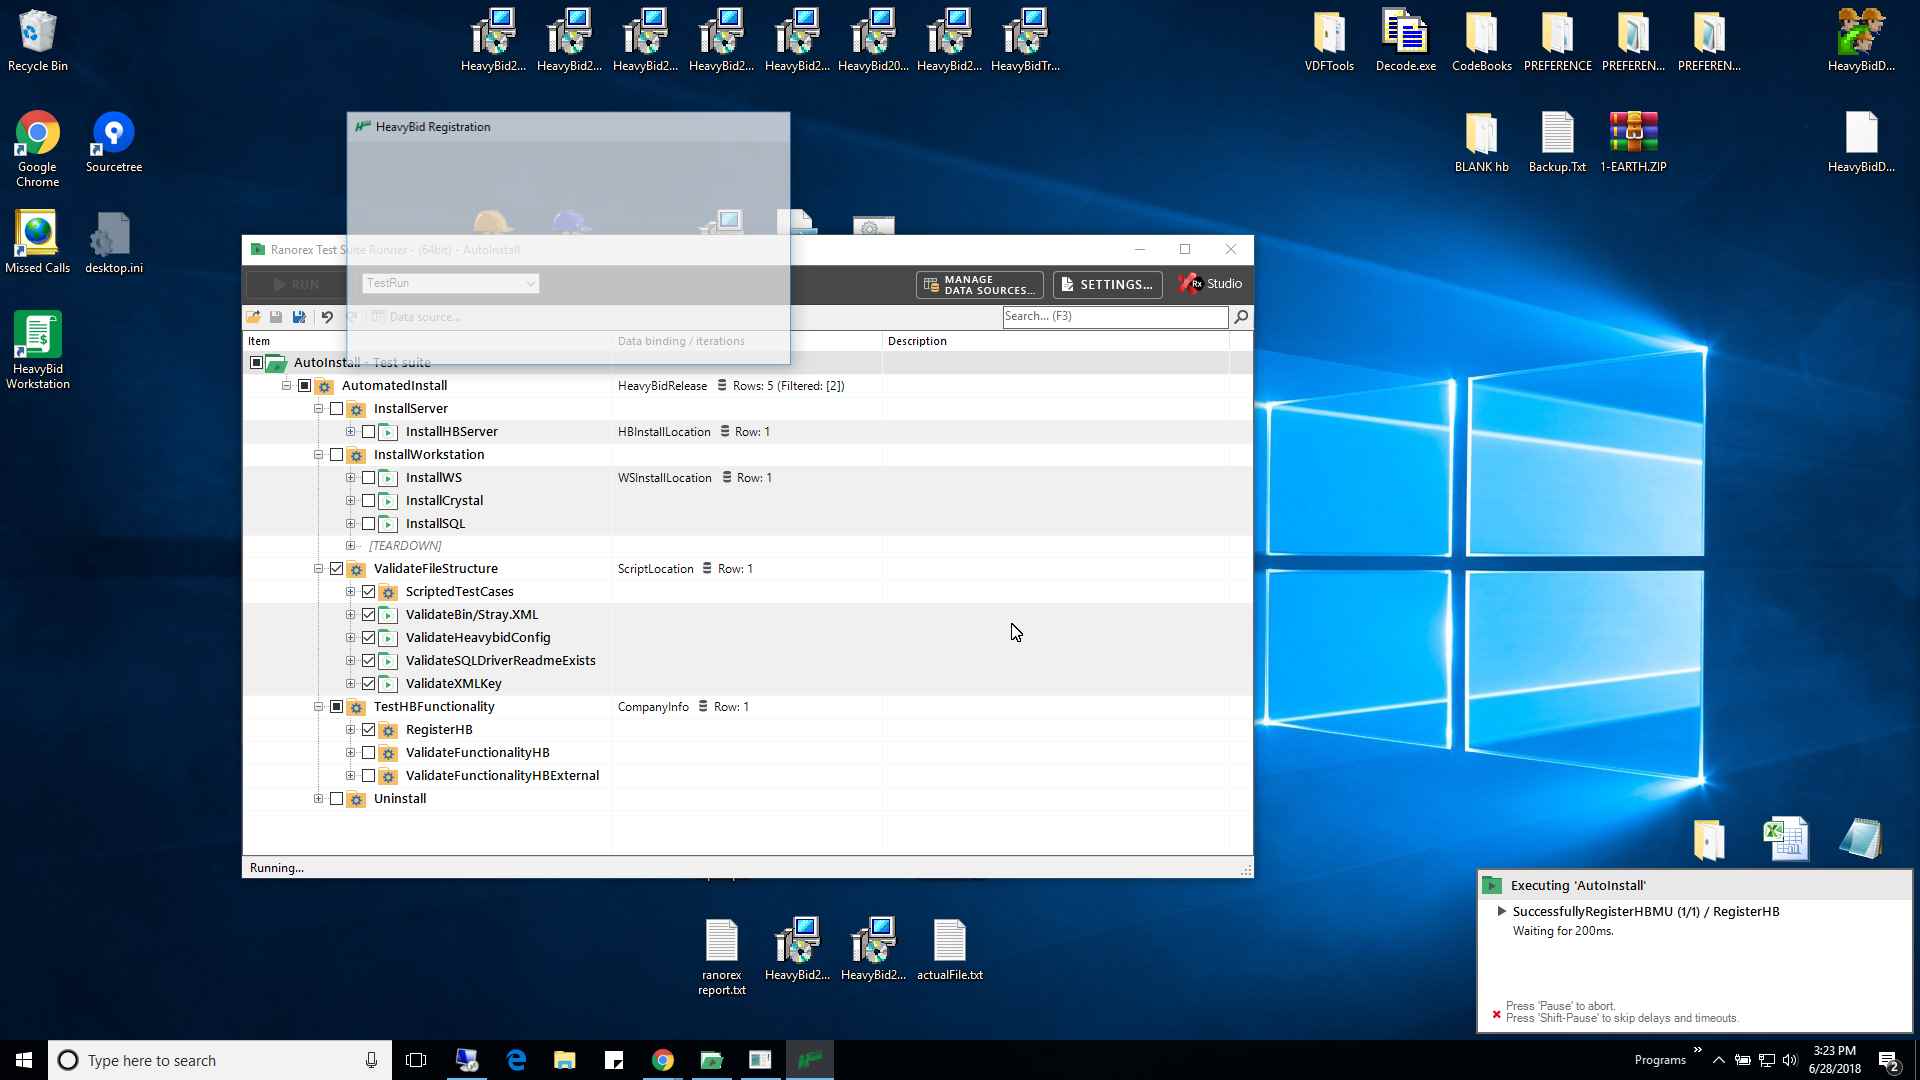 Recycle Bin
HeavyBid2...
HeavyBid2...
HeavyBid2...
HeavyBid2...
HeavyBid2...
HeavyBid20...
HeavyBid2...
HeavyBidTr...
VDFTools
Decode.exe
CodeBooks
PREFERENCE
PREFEREN...
PREFEREN...
HeavyBidD...
Google
Chrome
Sourcetree
BLANK hb
Backup.Txt
1-EARTH.ZIP
HeavyBidD...
Missed Calls
desktop.ini
HeavyBid
Workstation
HeavyBid Registration
Ranorex Test Suite Runner - (64bit) - AutoInstall
RUN
TestRun
MANAGE
DATA SOURCES...
SETTINGS...
Rx
Studio
Data source...
Search... (F3)
Item
Data binding / iterations
Description
AutoInstall - Test suite
AutomatedInstall
HeavyBidRelease
Rows: 5 (Filtered: [2])
InstallServer
InstallHBServer
HBInstallLocation
Row: 1
InstallWorkstation
InstallWS
WSInstallLocation
Row: 1
InstallCrystal
InstallSQL
[TEARDOWN]
ValidateFileStructure
ScriptLocation
Row: 1
ScriptedTestCases
ValidateBin/Stray.XML
ValidateHeavybidConfig
ValidateSQLDriverReadmeExists
ValidateXMLKey
TestHBFunctionality
CompanyInfo
Row: 1
RegisterHB
ValidateFunctionalityHB
ValidateFunctionalityHBExternal
Uninstall
Running...
ranorex
report.txt
HeavyBid2...
HeavyBid2...
actualFile.txt
Executing 'AutoInstall'
SuccessfullyRegisterHBMU (1/1) / RegisterHB
Waiting for 200ms.
Press 'Pause' to abort.
Press 'Shift-Pause' to skip delays and timeouts.
Type here to search
Programs
3:23 PM
6/28/2018
2